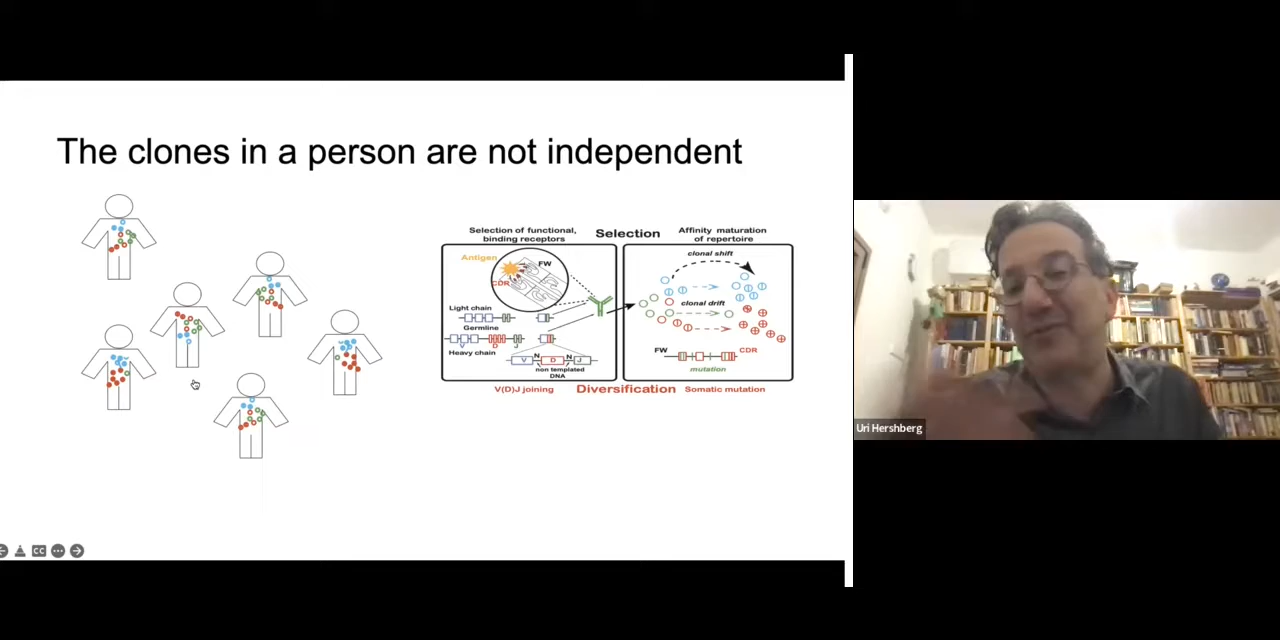 The clones in a person are not independent
Selection of functional,
binding receptors
Selection
Affinity maturation
of repertoire
Antigen
FW
CDR
clonal shift
Light chain
clonal drift
Germline
V
D
J
Heavy chain
N
N
V
D
J
non templated
DNA
FW
CDR
mutation
V(D)J joining
Diversification
Somatic mutation
Uri Hershberg
CC